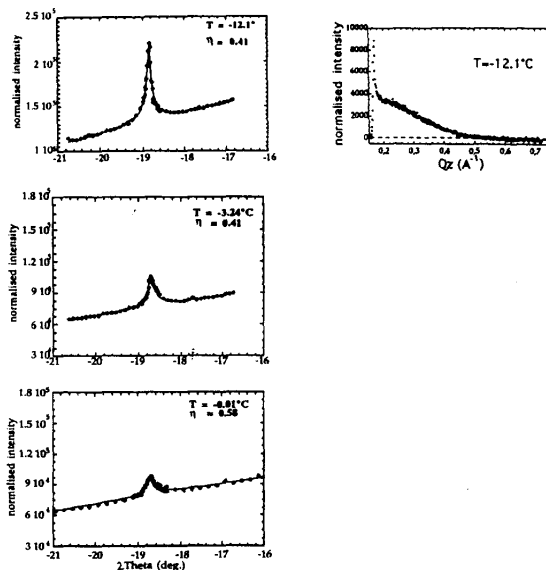 normalised intensity
2.5 10⁵
2 10⁵
1.5 10⁵
T = -12.1°
η = 0.41
-21 -20 -19 -18 -17 -16
normalised intensity
10000
8000
6000
4000
2000
0
T=-12.1°C
0,2 0,3 0,4 0,5 0,6 0,7
Qz (A⁻¹)
normalised intensity
1.8 10⁵
1.5 10⁵
1.2 10⁵
9 10⁴
6 10⁴
3 10⁴
T = -3.24°C
η = 0.41
-21 -20 -19 -18 -17 -16
normalised intensity
1.8 10⁵
1.5 10⁵
1.2 10⁵
9 10⁴
6 10⁴
3 10⁴
T = -0.01°C
η = 0.58
-21 -20 -19 -18 -17 -16
2.Theta (deg.)